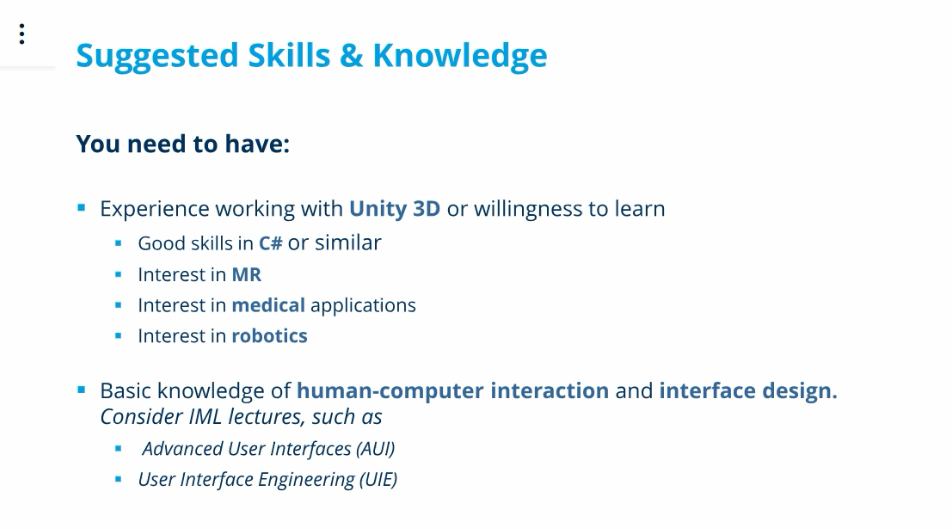 Suggested Skills & Knowledge
You need to have:
Experience working with Unity 3D or willingness to learn
Good skills in C# or similar
Interest in MR
Interest in medical applications
Interest in robotics
Basic knowledge of human-computer interaction and interface design.
Consider IML lectures, such as
Advanced User Interfaces (AUI)
User Interface Engineering (UIE)